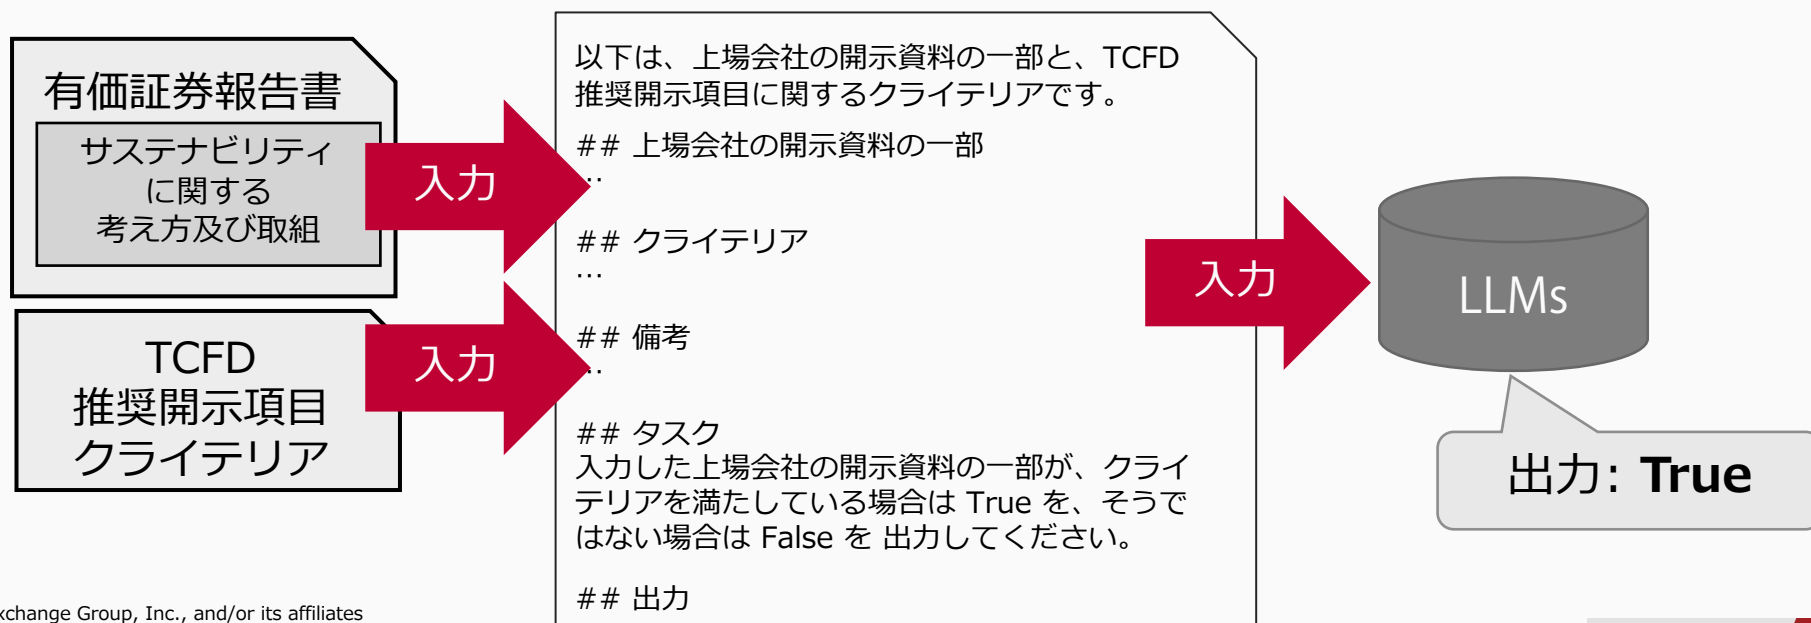 有価証券報告書
サステナビリティ
に関する
考え方及び取組
入力
TCFD
推奨開示項目
クライテリア
入力
以下は、上場会社の開示資料の一部と、TCFD
推奨開示項目に関するクライテリアです。
## 上場会社の開示資料の一部
…
## クライテリア
…
## 備考
…
## タスク
入力した上場会社の開示資料の一部が、クライ
テリアを満たしている場合は True を、そうで
はない場合は False を 出力してください。
## 出力
入力
LLMs
出力: True
xchange Group, Inc., and/or its affiliates